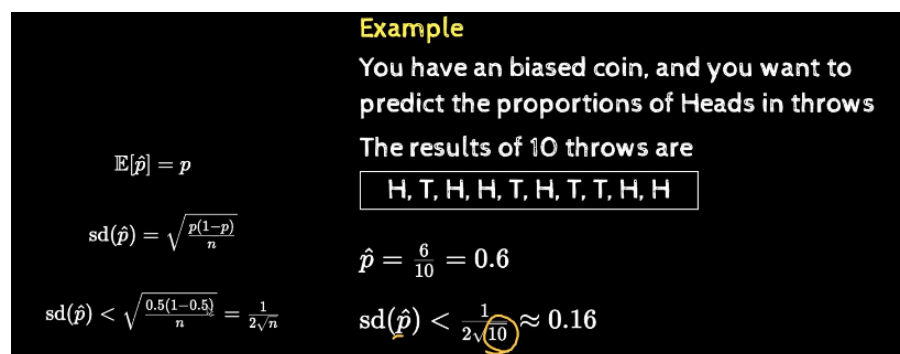 Example
You have an biased coin, and you want to
predict the proportions of Heads in throws
The results of 10 throws are
H, T, H, H, T, H, T, T, H, H
p̂ = 6/10 = 0.6
sd(p̂) < 1/(2√10) ≈ 0.16
𝔼[p̂] = p
sd(p̂) = √(p(1−p)/n)
sd(p̂) < √(0.5(1−0.5)/n) = 1/(2√n)